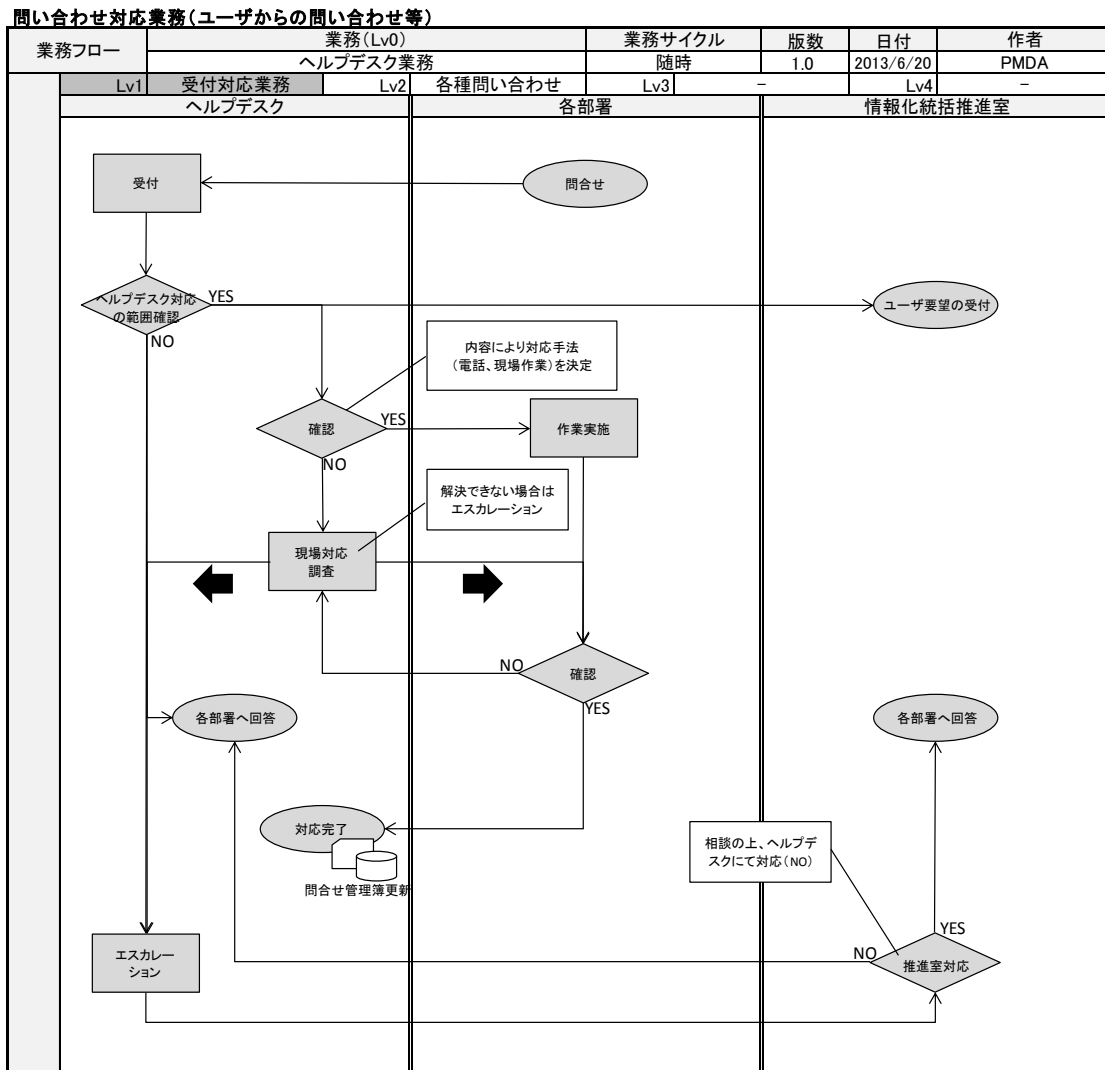 問い合わせ対応業務(ユーザからの問い合わせ等)
業務フロー
業務(Lv0)
業務サイクル
版数
日付
作者
ヘルプデスク業務
随時
1.0
2013/6/20
PMDA
Lv1
受付対応業務
Lv2
各種問い合わせ
Lv3
－
Lv4
－
ヘルプデスク
各部署
情報化統括推進室
受付
問合せ
ヘルプデスク対応
の範囲確認
YES
NO
ユーザ要望の受付
内容により対応手法
(電話、現場作業)を決定
確認
YES
NO
作業実施
解決できない場合は
エスカレーション
現場対応
調査
NO
確認
YES
各部署へ回答
各部署へ回答
対応完了
問合せ管理簿更新
相談の上、ヘルプデ
スクにて対応(NO)
エスカレー
ション
NO
YES
推進室対応